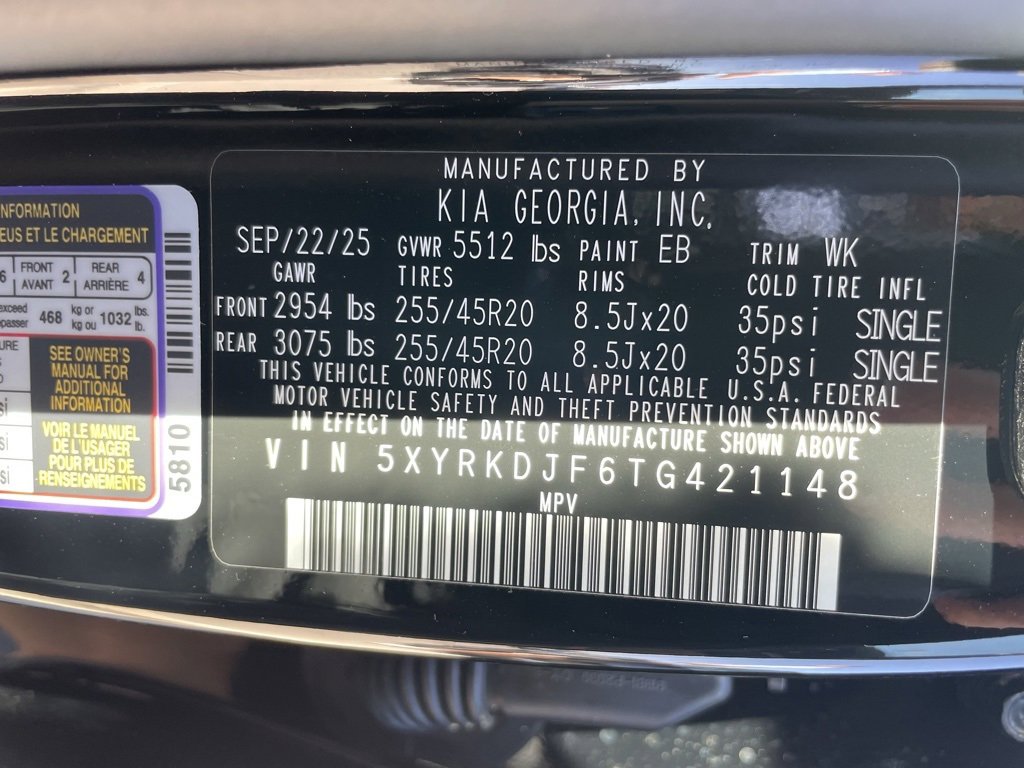 MANUFACTURED BY
KIA GEORGIA, INC.
SEP/22/25 GVWR 5512 lbs PAINT EB TRIM WK
GAWR TIRES RIMS COLD TIRE INFL
FRONT 2954 lbs 255/45R20 8.5Jx20 35psi SINGLE
REAR 3075 lbs 255/45R20 8.5Jx20 35psi SINGLE
THIS VEHICLE CONFORMS TO ALL APPLICABLE U.S.A. FEDERAL
MOTOR VEHICLE SAFETY AND THEFT PREVENTION STANDARDS
IN EFFECT ON THE DATE OF MANUFACTURE SHOWN ABOVE
VIN 5XYRKDJF6TG421148
MPV
INFORMATION
ET LE CHARGEMENT
FRONT 2 REAR 4
AVANT ARRIÈRE
exceed 468 kg or 1032 lbs.
kg ou lb.
SEE OWNER'S
MANUAL FOR
ADDITIONAL
INFORMATION
VOIR LE MANUEL
DE L'USAGER
POUR PLUS DE
RENSEIGNEMENTS
5810